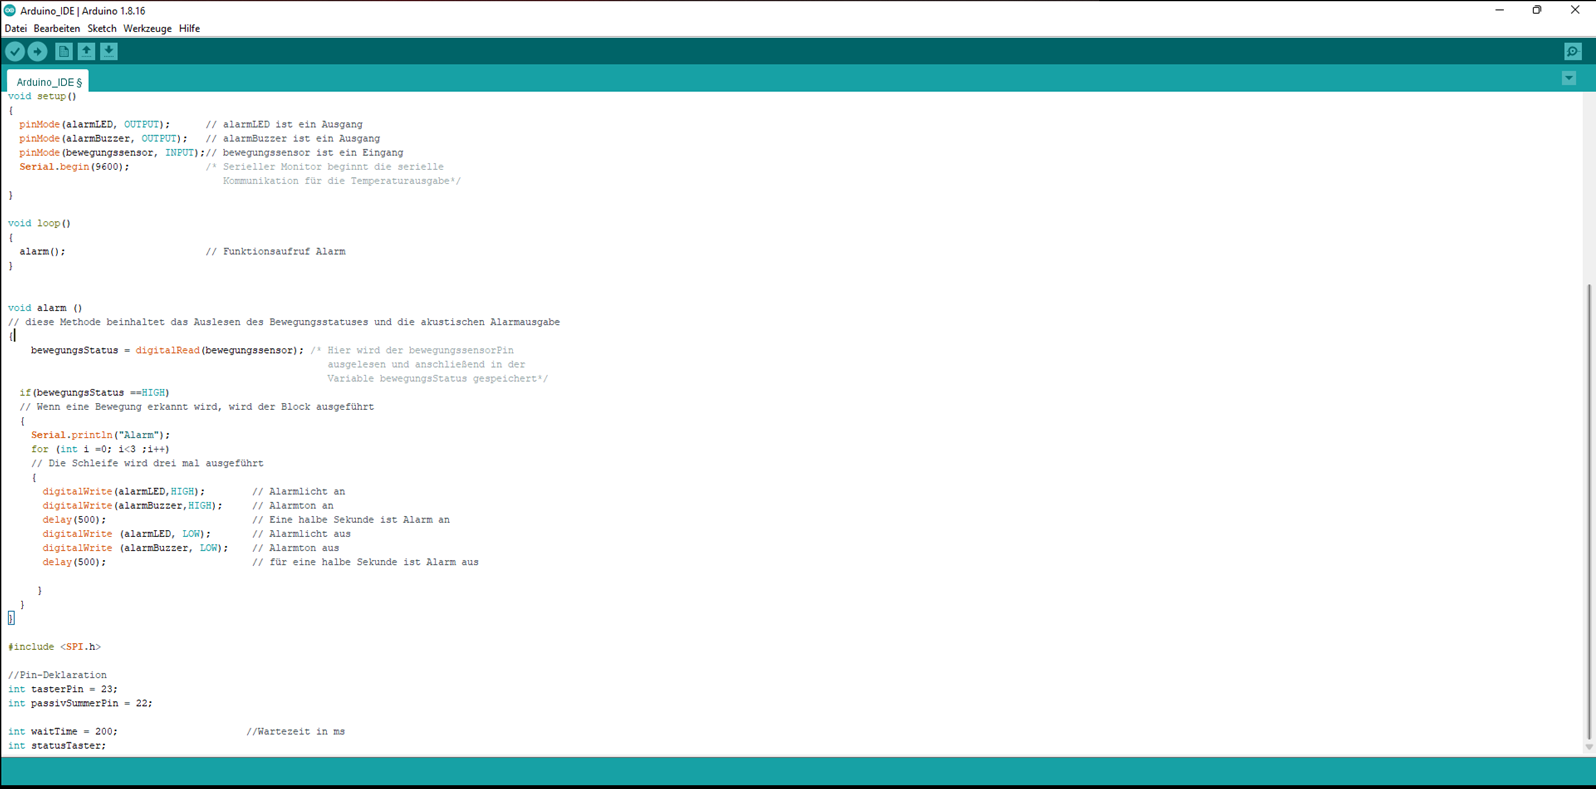 Arduino_IDE | Arduino 1.8.16
Datei Bearbeiten Sketch Werkzeuge Hilfe
Arduino_IDE §
void setup()
{
pinMode(alarmLED, OUTPUT); // alarmLED ist ein Ausgang
pinMode(alarmBuzzer, OUTPUT); // alarmBuzzer ist ein Ausgang
pinMode(bewegungssensor, INPUT);// bewegungssensor ist ein Eingang
Serial.begin(9600); /* Serieller Monitor beginnt die serielle
Kommunikation für die Temperaturausgabe*/
}
void loop()
{
alarm(); // Funktionsaufruf Alarm
}
void alarm ()
// diese Methode beinhaltet das Auslesen des Bewegungsstatuses und die akustischen Alarmausgabe
{
bewegungsStatus = digitalRead(bewegungssensor); /* Hier wird der bewegungssensorPin
ausgelesen und anschließend in der
Variable bewegungsStatus gespeichert*/
if(bewegungsStatus ==HIGH)
// Wenn eine Bewegung erkannt wird, wird der Block ausgeführt
{
Serial.println("Alarm");
for (int i =0; i<3 ;i++)
// Die Schleife wird drei mal ausgeführt
{
digitalWrite(alarmLED,HIGH); // Alarmlicht an
digitalWrite(alarmBuzzer,HIGH); // Alarmton an
delay(500); // Eine halbe Sekunde ist Alarm an
digitalWrite (alarmLED, LOW); // Alarmlicht aus
digitalWrite (alarmBuzzer, LOW); // Alarmton aus
delay(500); // für eine halbe Sekunde ist Alarm aus
}
}
}
#include <SPI.h>
//Pin-Deklaration
int tasterPin = 23;
int passivSummerPin = 22;
int waitTime = 200; //Wartezeit in ms
int statusTaster;